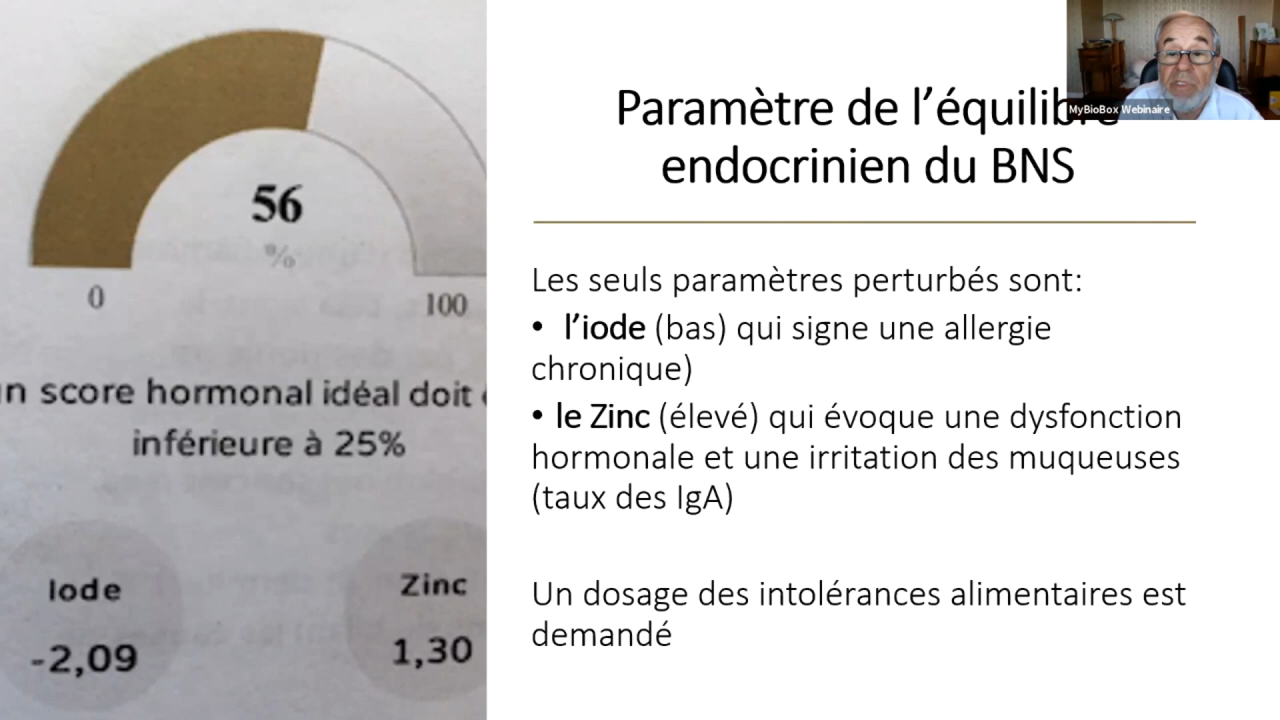 56
%
0
100
un score hormonal idéal doit
inférieure à 25%
Iode
-2,09
Zinc
1,30
MyBioBox Webinaire
Paramètre de l’équilibre
endocrinien du BNS
Les seuls paramètres perturbés sont:
• l’iode (bas) qui signe une allergie
chronique)
• le Zinc (élevé) qui évoque une dysfonction
hormonale et une irritation des muqueuses
(taux des IgA)
Un dosage des intolérances alimentaires est
demandé